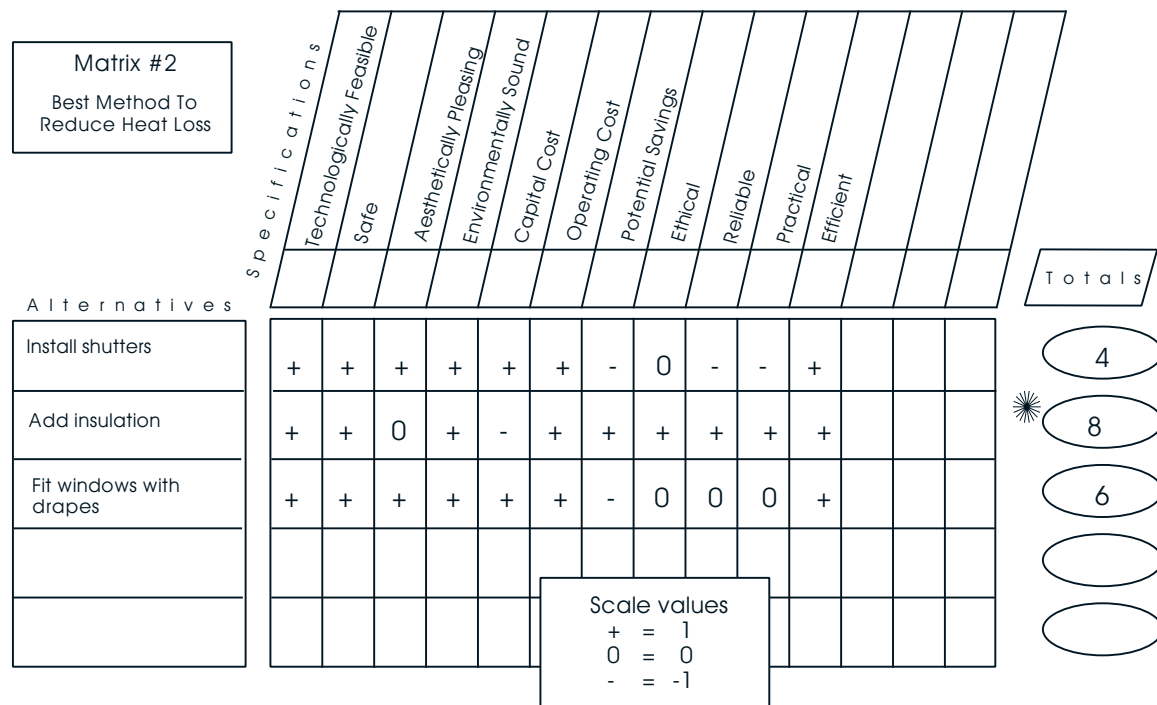 Matrix #2
Best Method To
Reduce Heat Loss
Specifications
Technologically Feasible
Safe
Aesthetically Pleasing
Environmentally Sound
Capital Cost
Operating Cost
Potential Savings
Ethical
Reliable
Practical
Efficient
Totals
Alternatives
Install shutters
+ + + + + + - 0 - - + 4
Add insulation
+ + 0 + - + + + + + + 8
Fit windows with
drapes
+ + + + + + - 0 0 0 + 6
Scale values
+ = 1
0 = 0
- = -1